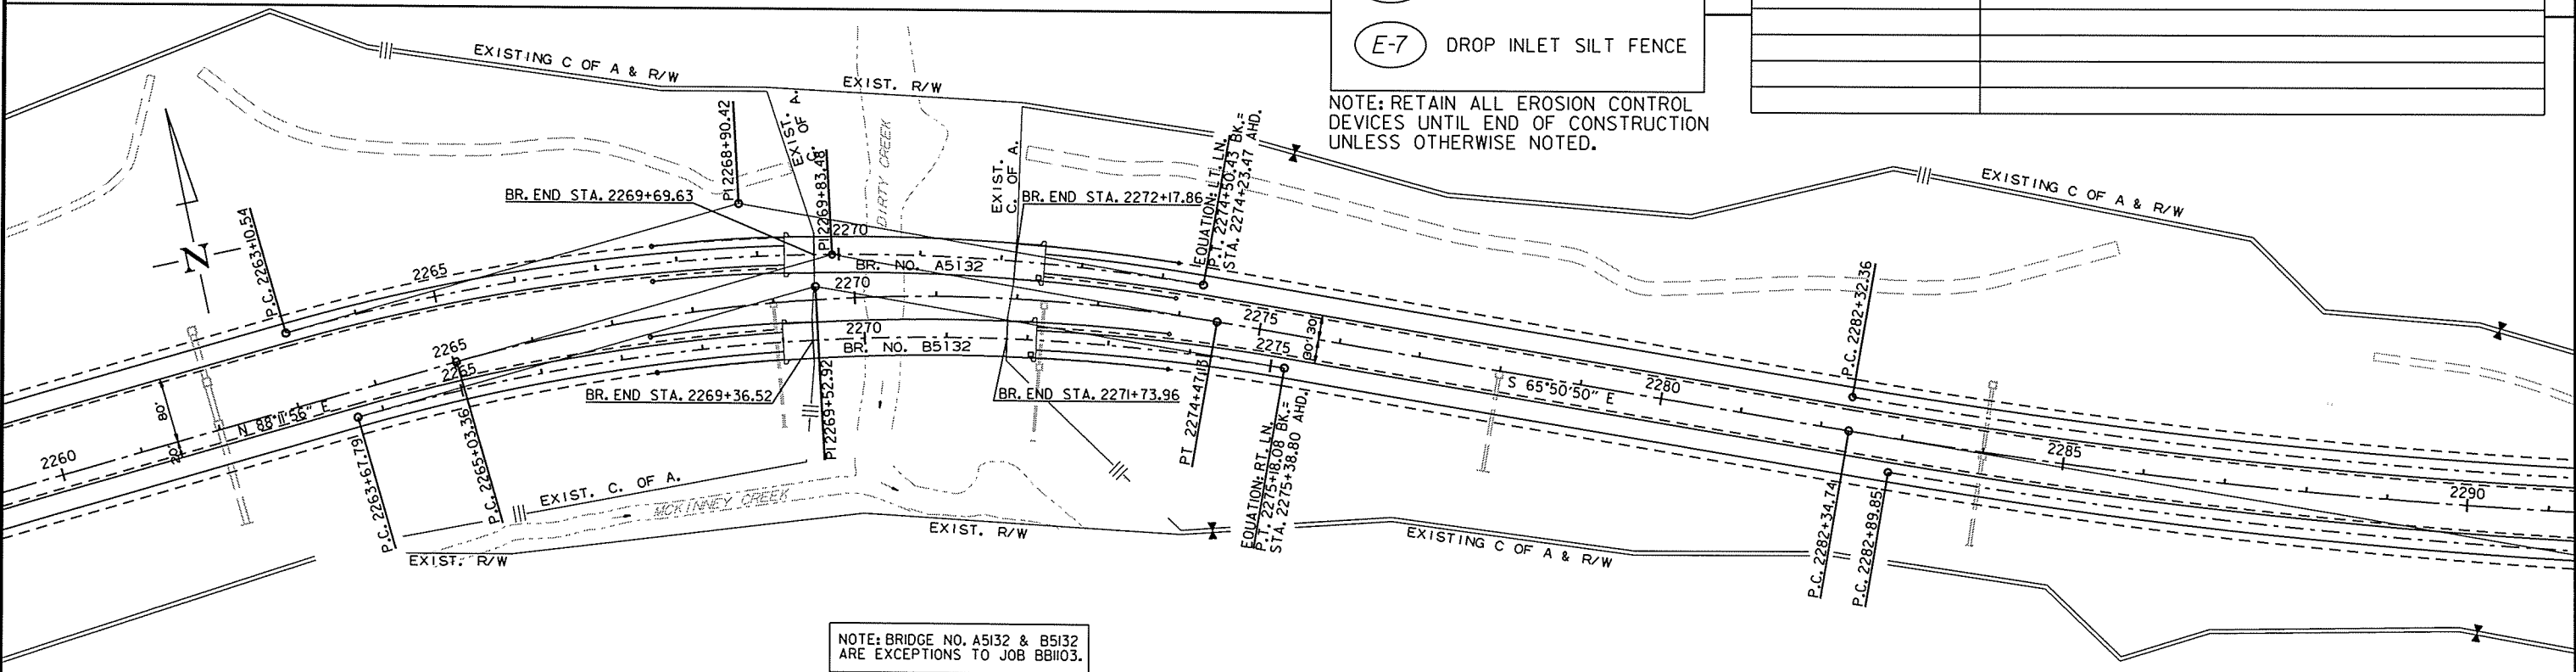 E-7 DROP INLET SILT FENCE
NOTE: RETAIN ALL EROSION CONTROL
DEVICES UNTIL END OF CONSTRUCTION
UNLESS OTHERWISE NOTED.
EXISTING C OF A & R/W
EXIST. R/W
EXIST.
C. OF A.
DIRTY CREEK
EXIST.
C. OF A.
EXISTING C OF A & R/W
PI 2268+90.42
PI 2269+83.48
BR. END STA. 2269+69.63
BR. END STA. 2272+17.86
EQUATION: LT. LN.
P.T. 2274+50.43 BK.=
STA. 2274+23.47 AHD.
P.C. 2263+10.54
N
2265
2270
BR. NO. A5132
2270
2275
P.C. 2282+32.36
2265
2265
2270
BR. NO. B5132
2275
30' 30'
BR. END STA. 2269+36.52
BR. END STA. 2271+73.96
S 65°50'50" E
2280
2285
2290
80'
20'
N 88°11'56" E
2260
P.C. 2263+67.79
P.C. 2265+03.36
PI 2269+52.92
PT 2274+47.13
EQUATION: RT. LN.
P.T. 2275+18.08 BK.=
STA. 2275+38.80 AHD.
P.C. 2282+34.74
P.C. 2282+89.85
EXIST. C. OF A.
MCKINNEY CREEK
EXIST. R/W
EXIST. R/W
EXISTING C OF A & R/W
NOTE: BRIDGE NO. A5132 & B5132
ARE EXCEPTIONS TO JOB BB1103.